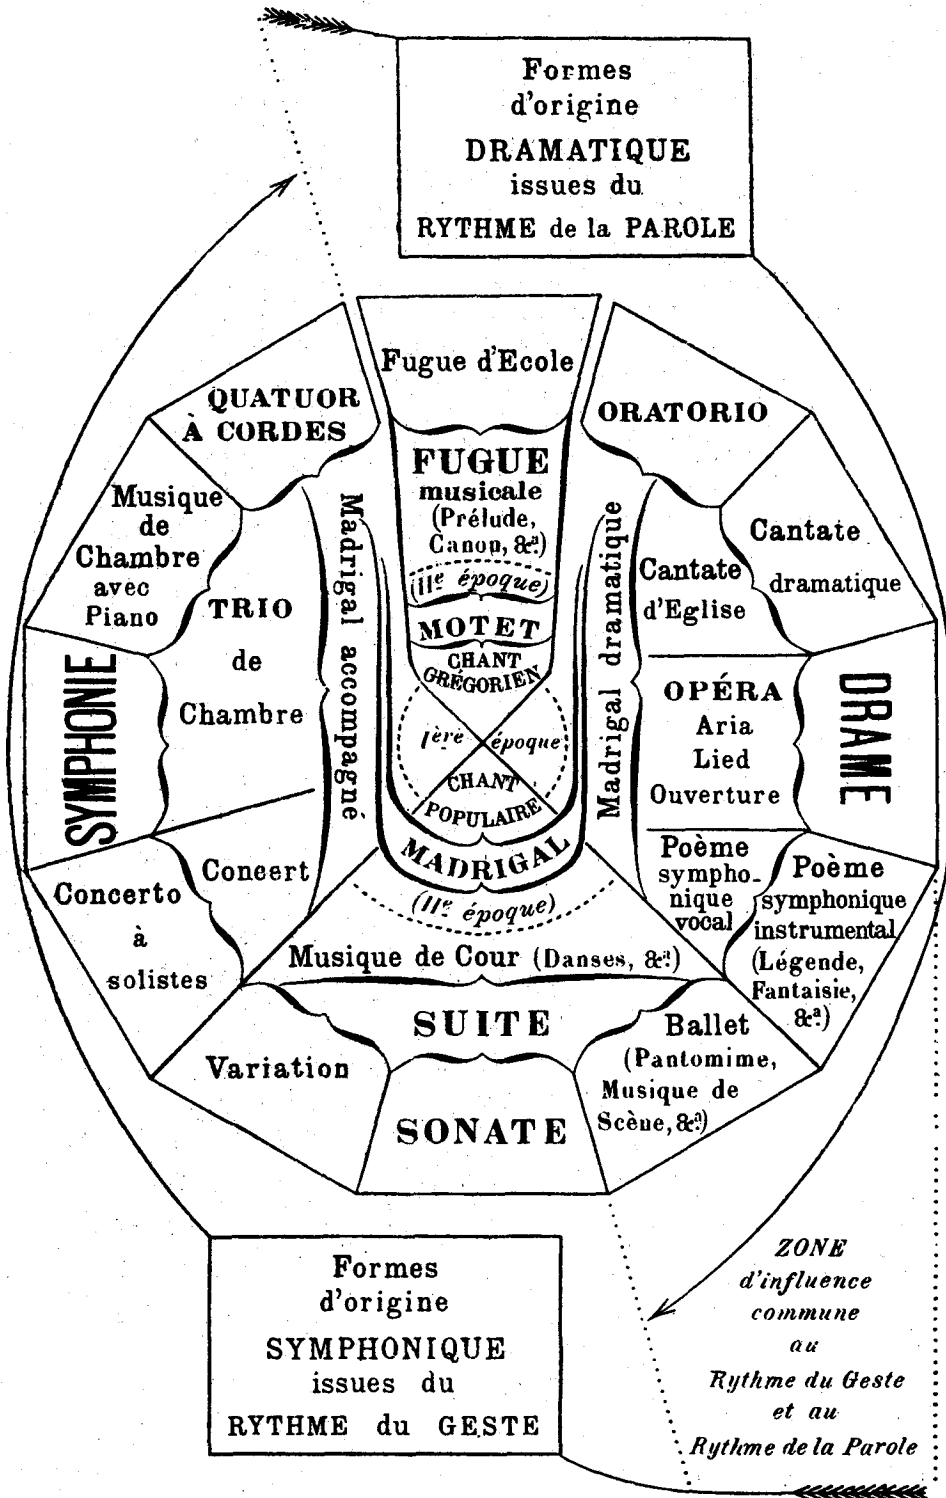 Formes
d'origine
DRAMATIQUE
issues du
RYTHME de la PAROLE
Fugue d'Ecole
QUATUOR
À CORDES
ORATORIO
FUGUE
musicale
(Prélude,
Canon, &ª)
(IIe époque)
MOTET
CHANT
GRÉGORIEN
1ère époque
CHANT
POPULAIRE
MADRIGAL
(IIe époque)
Madrigal accompagné
Madrigal dramatique
Musique
de
Chambre
avec
Piano
TRIO
de
Chambre
Cantate
d'Eglise
Cantate
dramatique
SYMPHONIE
OPÉRA
Aria
Lied
Ouverture
DRAME
Concert
Concerto
à
solistes
Poème
sympho-
nique
vocal
Poème
symphonique
instrumental
(Légende,
Fantaisie,
&ª)
Musique de Cour (Danses, &ª)
SUITE
Variation
Ballet
(Pantomime,
Musique de
Scène, &ª)
SONATE
Formes
d'origine
SYMPHONIQUE
issues du
RYTHME du GESTE
ZONE
d'influence
commune
au
Rythme du Geste
et au
Rythme de la Parole